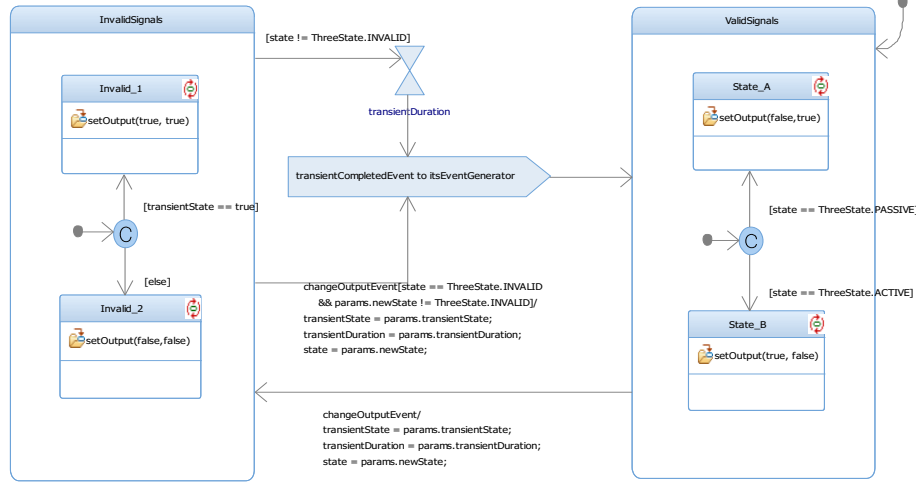 InvalidSignals
Invalid_1
setOutput(true, true)
[transientState == true]
C
[else]
Invalid_2
setOutput(false,false)
[state != ThreeState.INVALID]
transientDuration
transientCompletedEvent to itsEventGenerator
changeOutputEvent[state == ThreeState.INVALID
&& params.newState != ThreeState.INVALID]/
transientState = params.transientState;
transientDuration = params.transientDuration;
state = params.newState;
changeOutputEvent/
transientState = params.transientState;
transientDuration = params.transientDuration;
state = params.newState;
ValidSignals
State_A
setOutput(false,true)
[state == ThreeState.PASSIVE]
C
[state == ThreeState.ACTIVE]
State_B
setOutput(true, false)